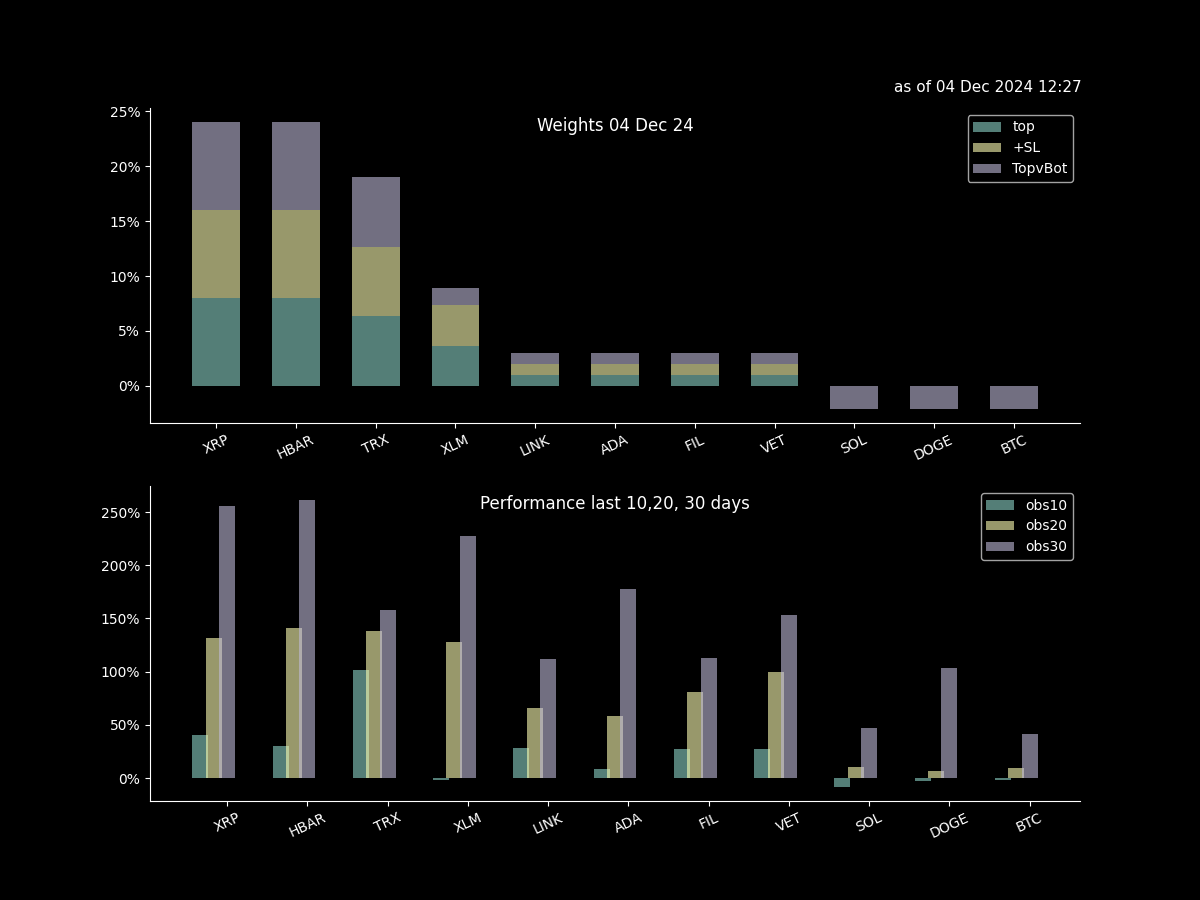 as of 04 Dec 2024 12:27
Weights 04 Dec 24
top
+SL
TopvBot
25%
20%
15%
10%
5%
0%
XRP HBAR TRX XLM LINK ADA FIL VET SOL DOGE BTC
Performance last 10,20, 30 days
obs10
obs20
obs30
250%
200%
150%
100%
50%
0%
XRP HBAR TRX XLM LINK ADA FIL VET SOL DOGE BTC